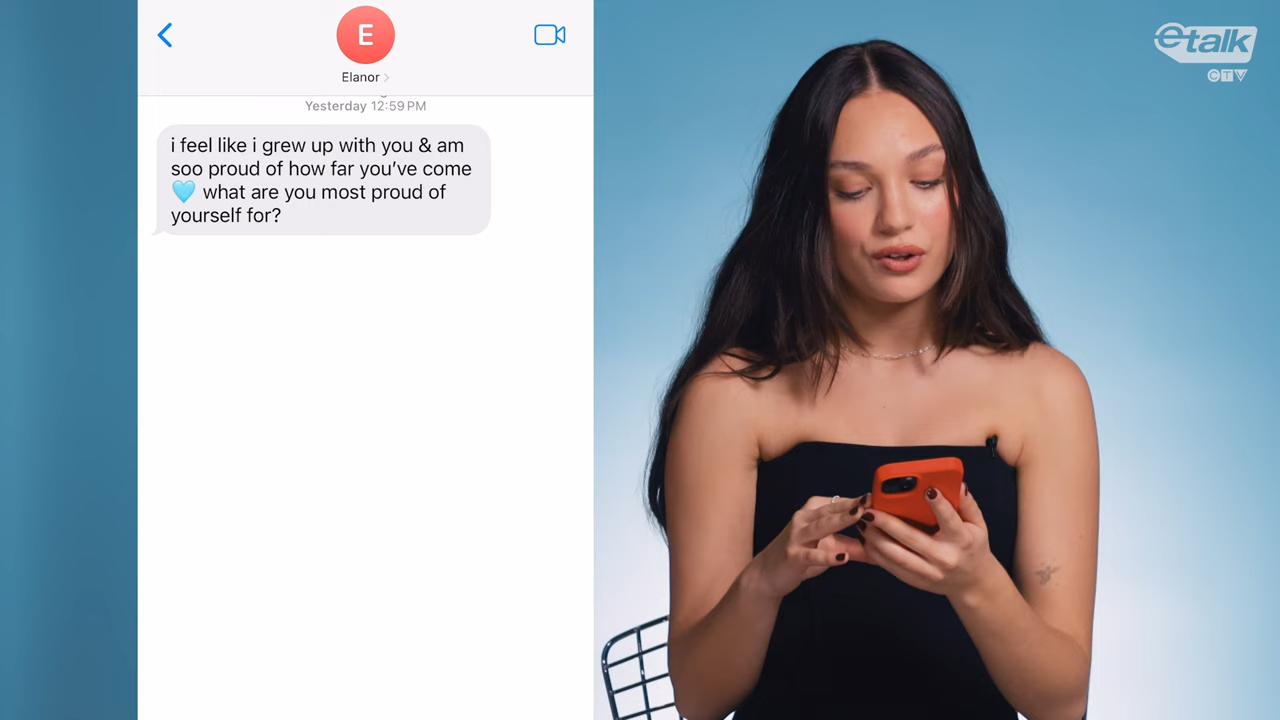 E
Elanor
Yesterday 12:59 PM
i feel like i grew up with you & am
soo proud of how far you’ve come
🩵 what are you most proud of
yourself for?
etalk
CTV